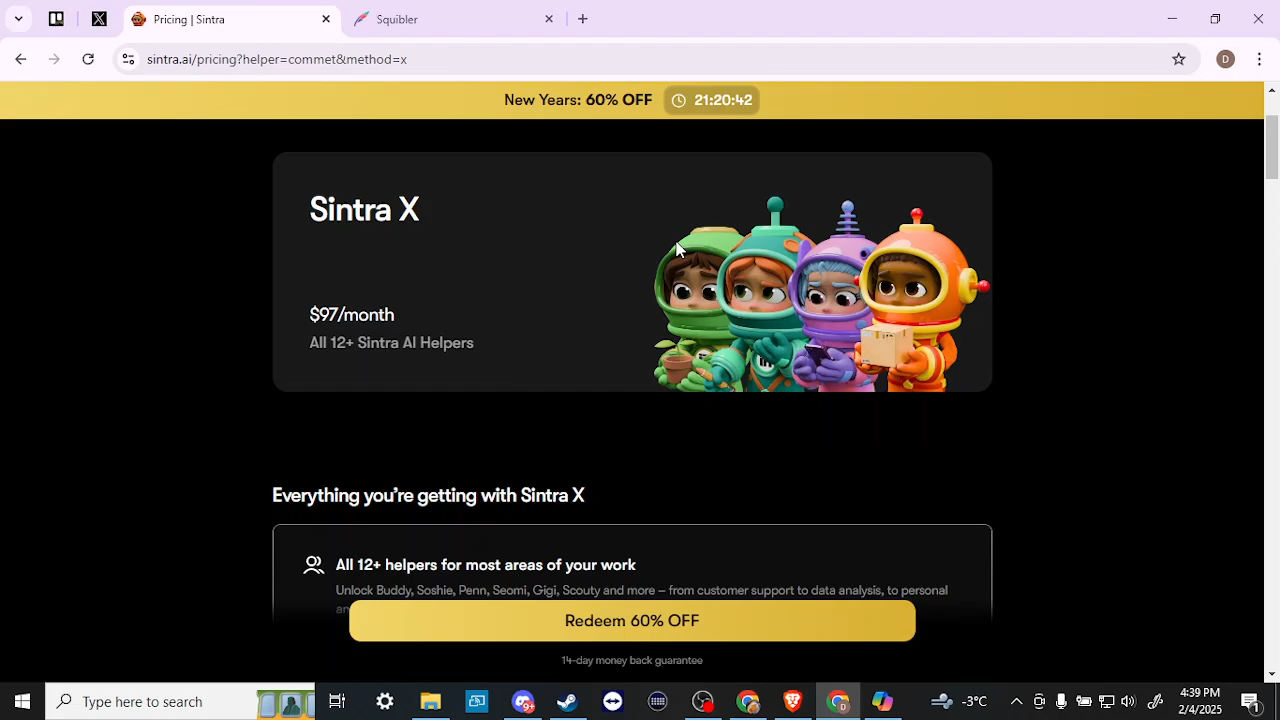 Pricing | Sintra
Squibler
sintra.ai/pricing?helper=commet&method=x
D
New Years: 60% OFF 21:20:42
Sintra X
$97/month
All 12+ Sintra AI Helpers
Everything you're getting with Sintra X
All 12+ helpers for most areas of your work
Unlock Buddy, Soshie, Penn, Seomi, Gigi, Scouty and more – from customer support to data analysis, to personal
an
Redeem 60% OFF
14-day money back guarantee
Type here to search
9+
D
-3°C
4:39 PM
2/4/2025
1